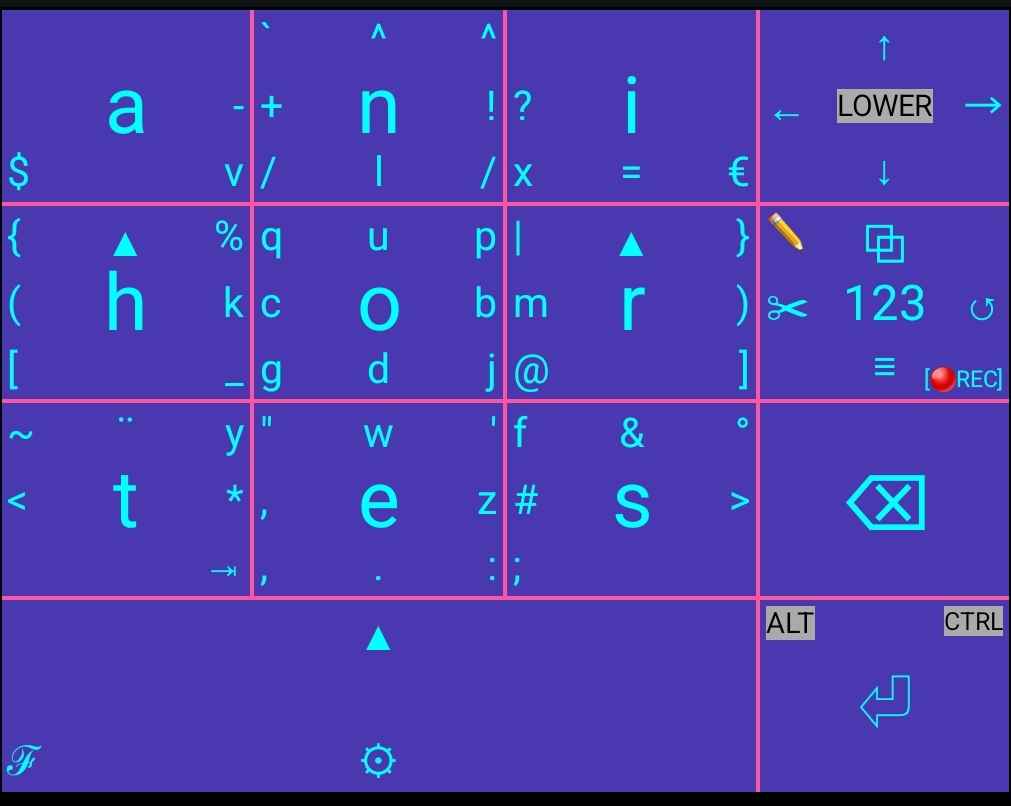 ` ^ ^ ↑
a - + n ! ? i ← LOWER →
$ v / l / x = € ↓
{ ▲ % q u p | ▲ }
( h k c o b m r ) 123 ↺
[ _ g d j @ ] ≡ [REC]
~ ¨ y " w ' f & °
< t * , e z # s > ⌫
⇥ , . : ;
▲ ALT CTRL
ℱ